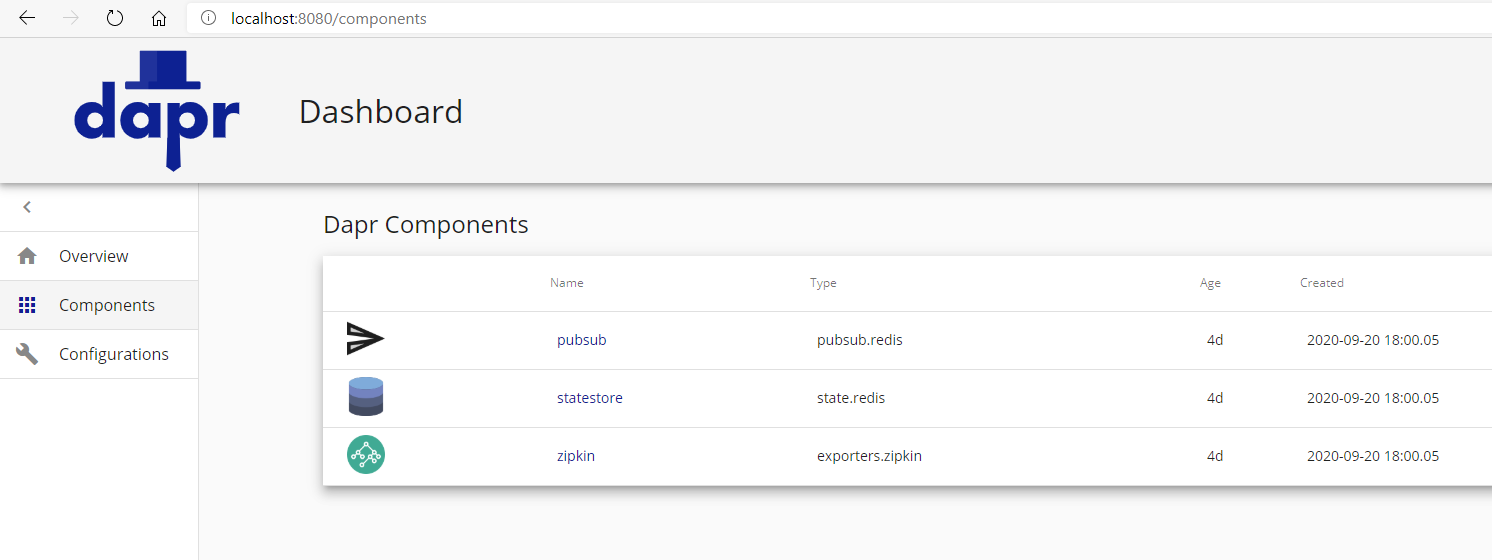 localhost:8080/components
dapr
Dashboard
Overview
Components
Configurations
Dapr Components
Name Type Age Created
pubsub pubsub.redis 4d 2020-09-20 18:00.05
statestore state.redis 4d 2020-09-20 18:00.05
zipkin exporters.zipkin 4d 2020-09-20 18:00.05